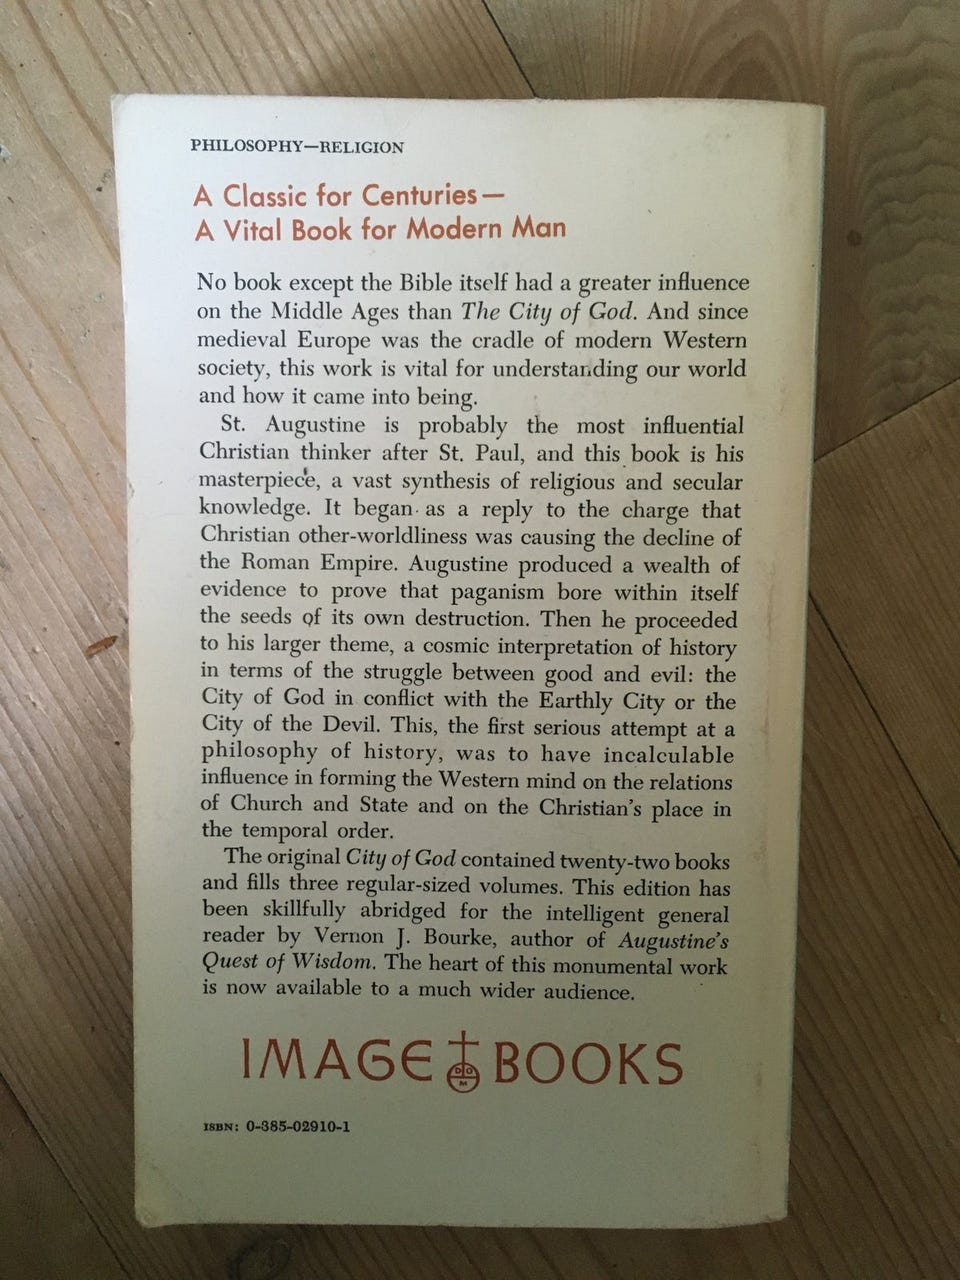 PHILOSOPHY—RELIGION
A Classic for Centuries—
A Vital Book for Modern Man
No book except the Bible itself had a greater influence
on the Middle Ages than The City of God. And since
medieval Europe was the cradle of modern Western
society, this work is vital for understanding our world
and how it came into being.
St. Augustine is probably the most influential
Christian thinker after St. Paul, and this book is his
masterpiece, a vast synthesis of religious and secular
knowledge. It began as a reply to the charge that
Christian other-worldliness was causing the decline of
the Roman Empire. Augustine produced a wealth of
evidence to prove that paganism bore within itself
the seeds of its own destruction. Then he proceeded
to his larger theme, a cosmic interpretation of history
in terms of the struggle between good and evil: the
City of God in conflict with the Earthly City or the
City of the Devil. This, the first serious attempt at a
philosophy of history, was to have incalculable
influence in forming the Western mind on the relations
of Church and State and on the Christian's place in
the temporal order.
The original City of God contained twenty-two books
and fills three regular-sized volumes. This edition has
been skillfully abridged for the intelligent general
reader by Vernon J. Bourke, author of Augustine's
Quest of Wisdom. The heart of this monumental work
is now available to a much wider audience.
IMAGE DOM BOOKS
ISBN: 0-385-02910-1